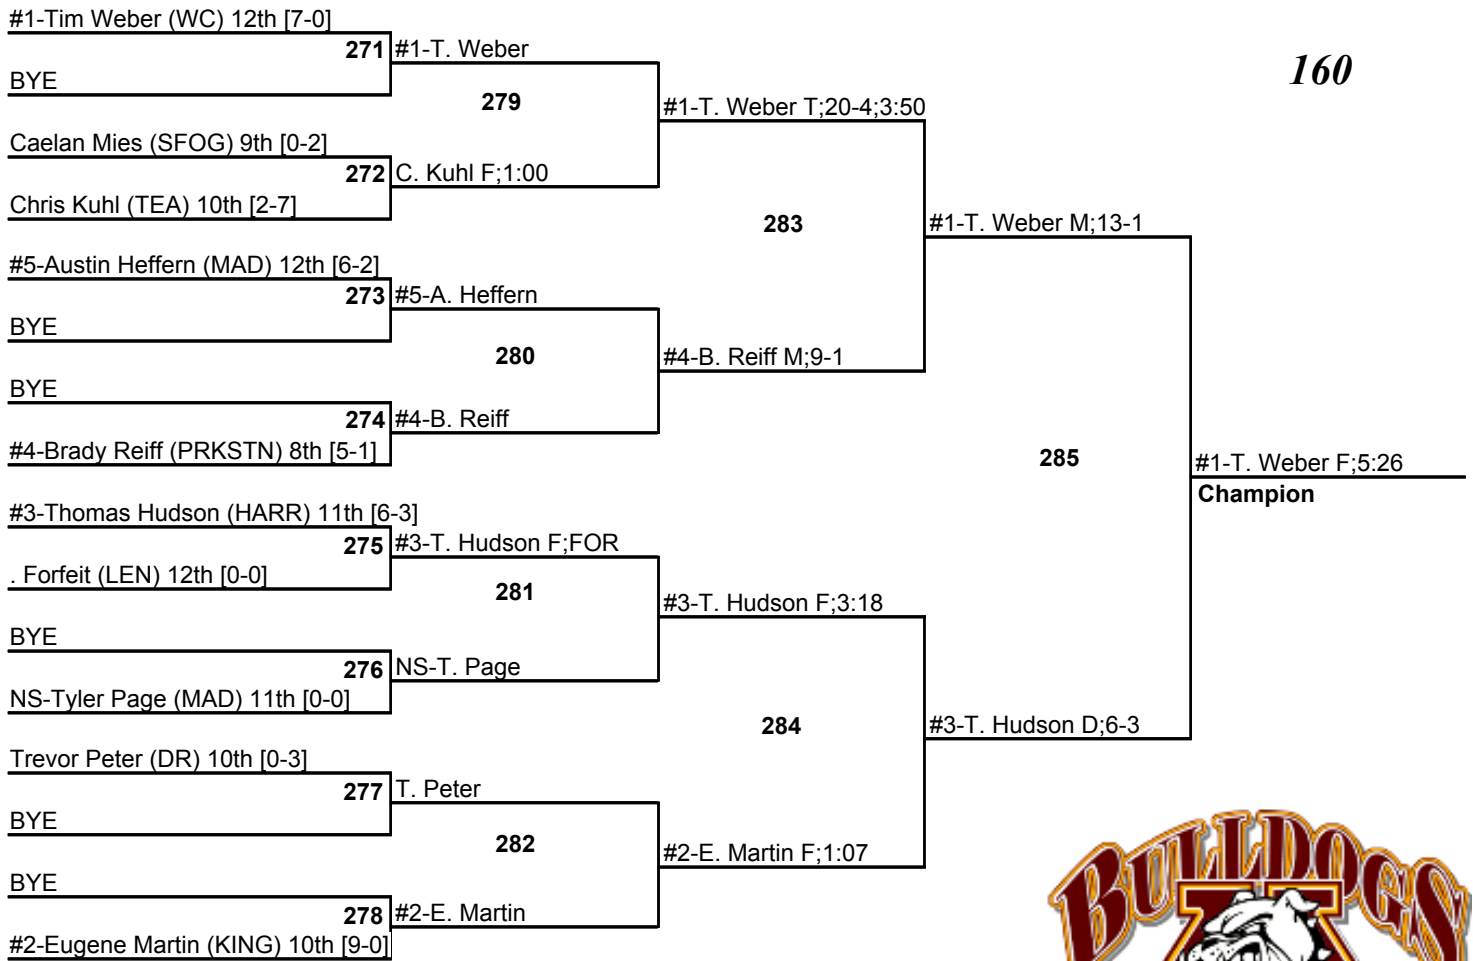 #1-Tim Weber (WC) 12th [7-0]
271 #1-T. Weber
160
BYE
279
#1-T. Weber T;20-4;3:50
Caelan Mies (SFOG) 9th [0-2]
272 C. Kuhl F;1:00
Chris Kuhl (TEA) 10th [2-7]
283
#1-T. Weber M;13-1
#5-Austin Heffern (MAD) 12th [6-2]
273 #5-A. Heffern
BYE
280
#4-B. Reiff M;9-1
BYE
274 #4-B. Reiff
#4-Brady Reiff (PRKSTN) 8th [5-1]
285
#1-T. Weber F;5:26
Champion
#3-Thomas Hudson (HARR) 11th [6-3]
275 #3-T. Hudson F;FOR
. Forfeit (LEN) 12th [0-0]
281
#3-T. Hudson F;3:18
BYE
276 NS-T. Page
NS-Tyler Page (MAD) 11th [0-0]
284
#3-T. Hudson D;6-3
Trevor Peter (DR) 10th [0-3]
277 T. Peter
BYE
282
#2-E. Martin F;1:07
BYE
278 #2-E. Martin
#2-Eugene Martin (KING) 10th [9-0]
BULLDOGS